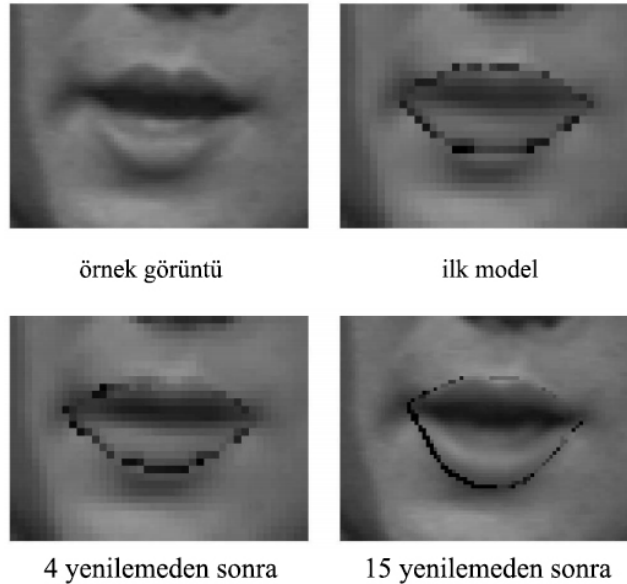 örnek görüntü
ilk model
4 yenilemeden sonra
15 yenilemeden sonra